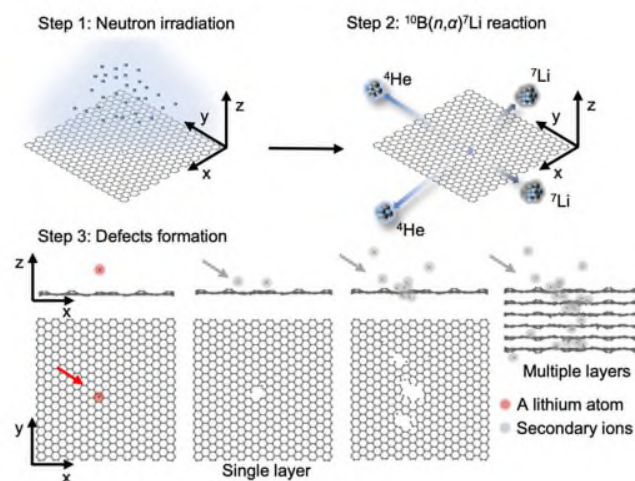 Step 1: Neutron irradiation
Step 2: ¹⁰B(n,α)⁷Li reaction
⁴He
⁷Li
z
y
x
z
y
x
⁴He
⁷Li
Step 3: Defects formation
z
x
Multiple layers
A lithium atom
Secondary ions
y
x
Single layer